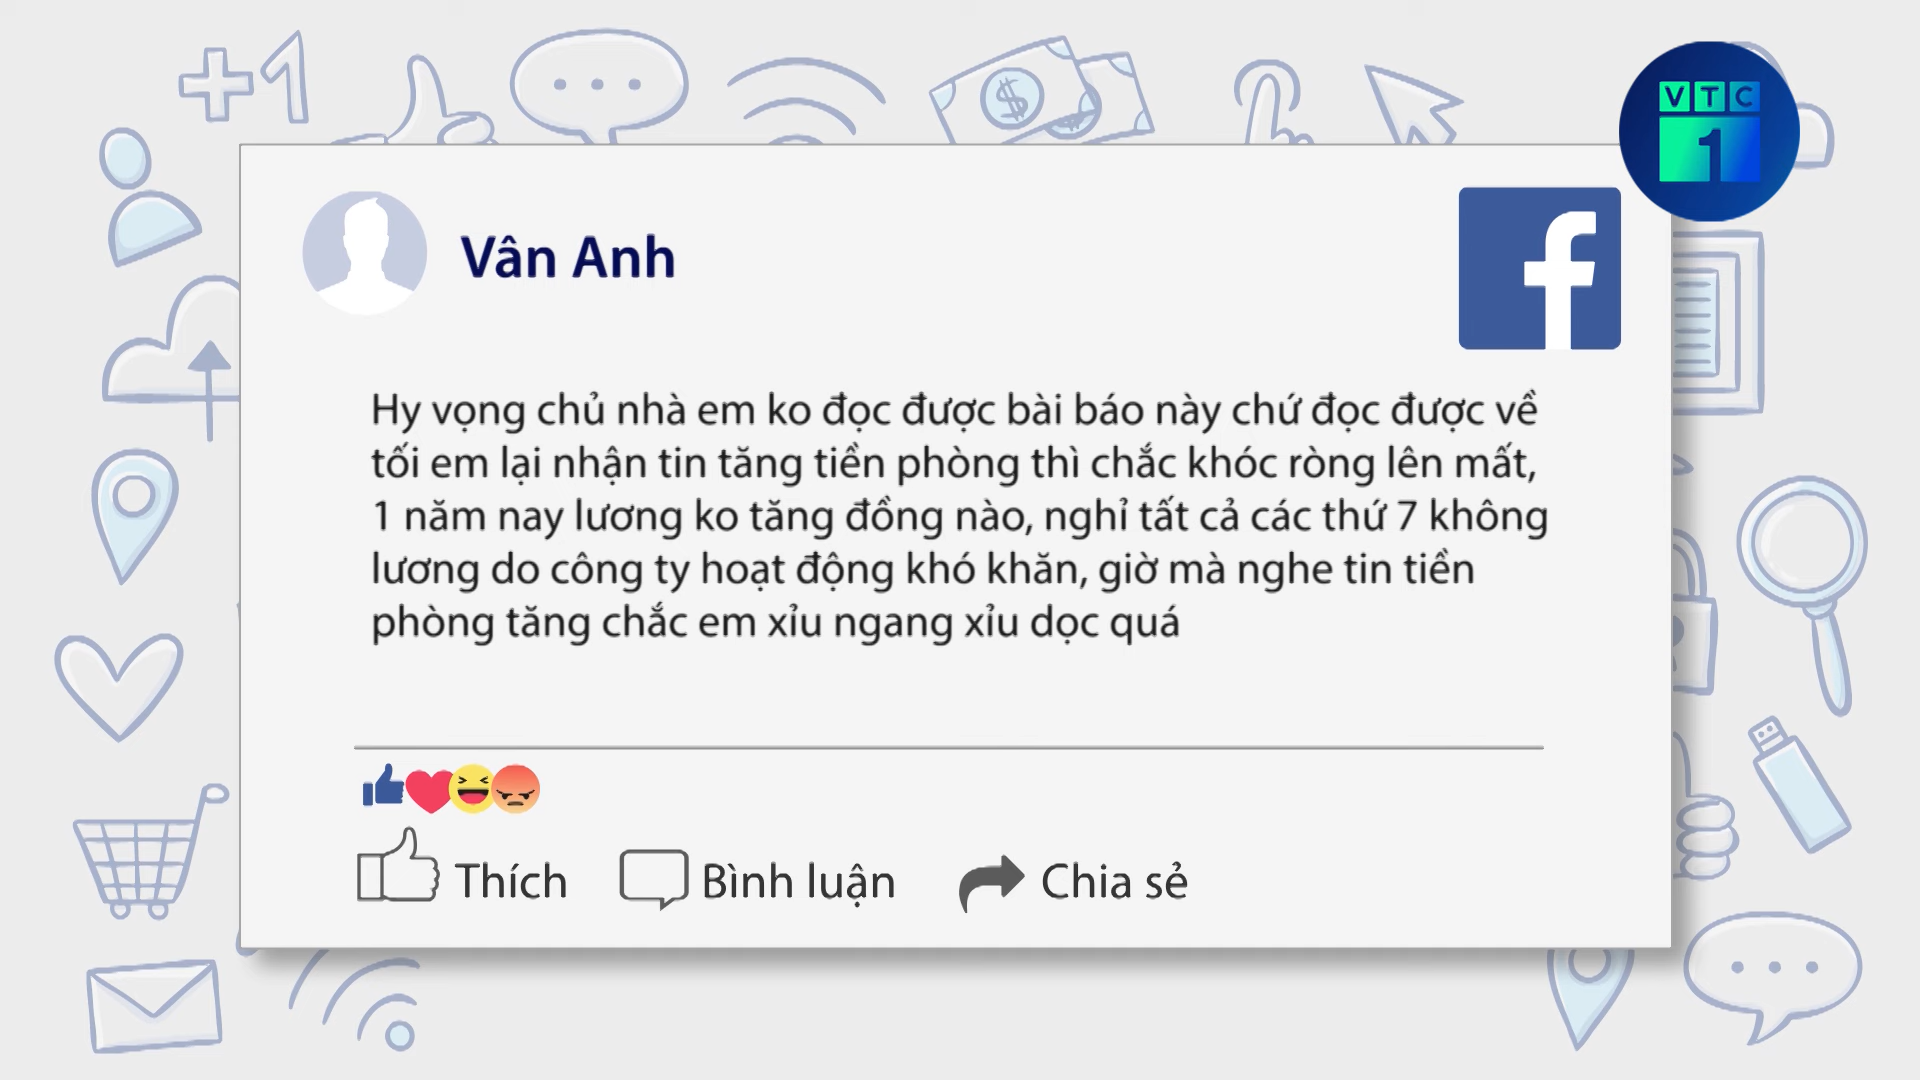 +1
VTC
1
Vân Anh
Hy vọng chủ nhà em ko đọc được bài báo này chứ đọc được về
tối em lại nhận tin tăng tiền phòng thì chắc khóc ròng lên mất,
1 năm nay lương ko tăng đồng nào, nghỉ tất cả các thứ 7 không
lương do công ty hoạt động khó khăn, giờ mà nghe tin tiền
phòng tăng chắc em xỉu ngang xỉu dọc quá
Thích Bình luận Chia sẻ